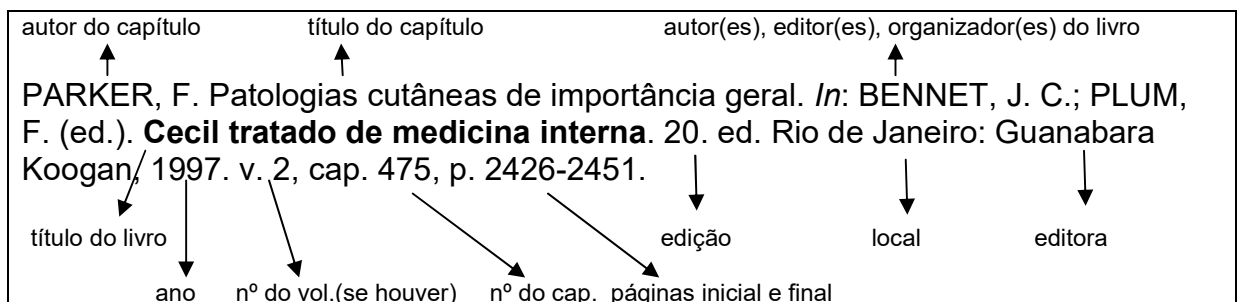 autor do capítulo título do capítulo autor(es), editor(es), organizador(es) do livro
PARKER, F. Patologias cutâneas de importância geral. In: BENNET, J. C.; PLUM,
F. (ed.). Cecil tratado de medicina interna. 20. ed. Rio de Janeiro: Guanabara
Koogan, 1997. v. 2, cap. 475, p. 2426-2451.
título do livro edição local editora
ano nº do vol.(se houver) nº do cap. páginas inicial e final